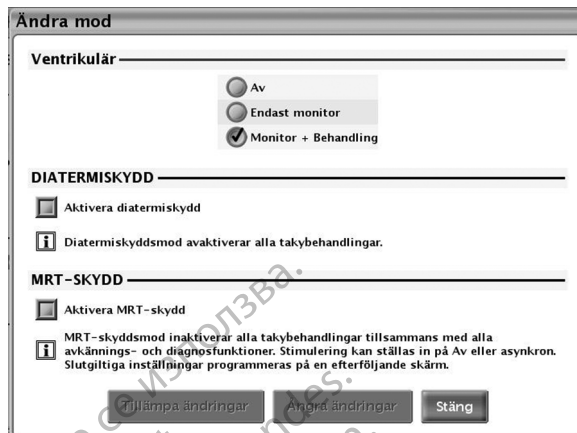 Ändra mod
Ventrikulär
Av
Endast monitor
Monitor + Behandling
DIATERMISKYDD
Aktivera diatermiskydd
i Diatermiskyddsmod avaktiverar alla takybehandlingar.
MRT-SKYDD
Aktivera MRT-skydd
MRT-skyddsmod inaktiverar alla takybehandlingar tillsammans med alla
i avkännings- och diagnosfunktioner. Stimulering kan ställas in på Av eller asynkron.
Slutgiltiga inställningar programmeras på en efterföljande skärm.
Tillämpa ändringar Ångra ändringar Stäng
се използва.